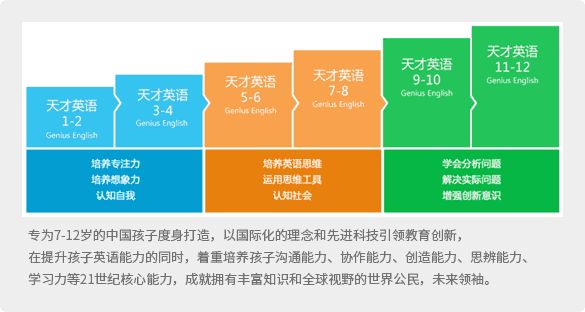 天才英语
1-2
Genius English
天才英语
3-4
Genius English
天才英语
5-6
Genius English
天才英语
7-8
Genius English
天才英语
9-10
Genius English
天才英语
11-12
Genius English
培养专注力
培养想象力
认知自我
培养英语思维
运用思维工具
认知社会
学会分析问题
解决实际问题
增强创新意识
专为7-12岁的中国孩子度身打造，以国际化的理念和先进科技引领教育创新，
在提升孩子英语能力的同时，着重培养孩子沟通能力、协作能力、创造能力、思辨能力、
学习力等21世纪核心能力，成就拥有丰富知识和全球视野的世界公民，未来领袖。